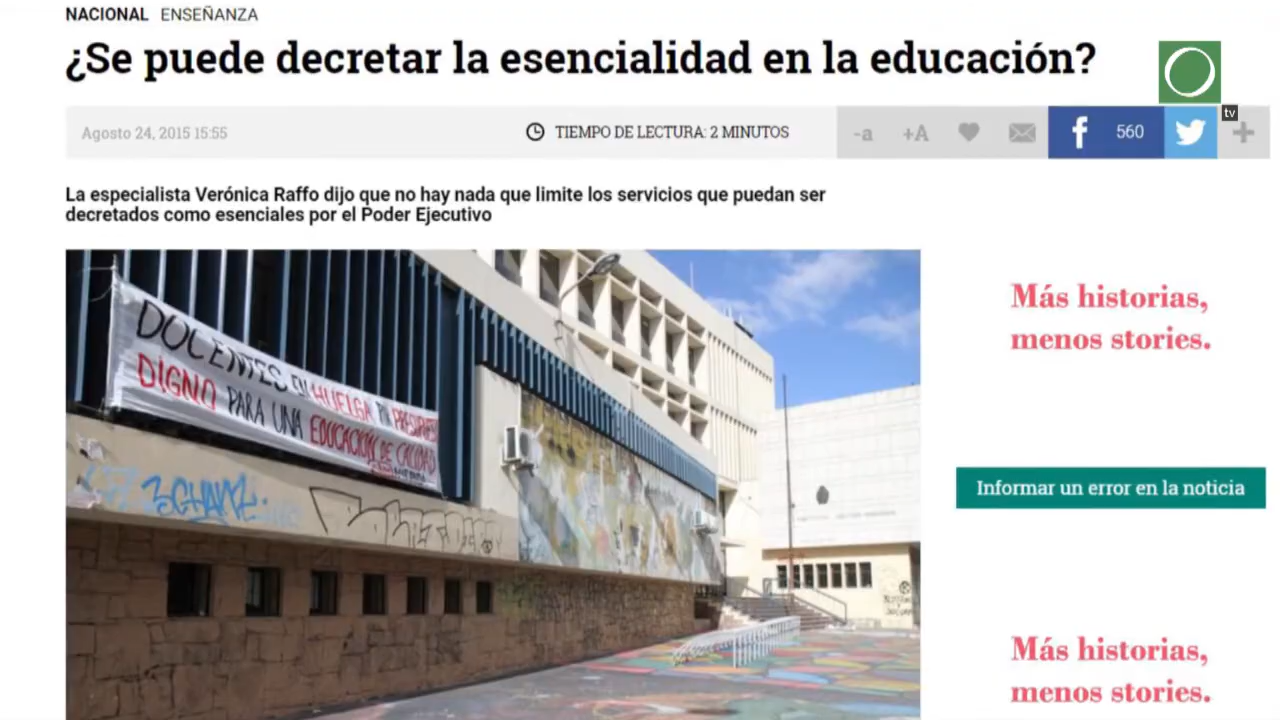 NACIONAL ENSEÑANZA
¿Se puede decretar la esencialidad en la educación?
tv
Agosto 24, 2015 15:55
TIEMPO DE LECTURA: 2 MINUTOS
-a +A
560
La especialista Verónica Raffo dijo que no hay nada que limite los servicios que puedan ser
decretados como esenciales por el Poder Ejecutivo
DOCENTES EN HUELGA POR PRESUPUESTO
DIGNO PARA UNA EDUCACIÓN DE CALIDAD
Más historias,
menos stories.
Informar un error en la noticia
Más historias,
menos stories.